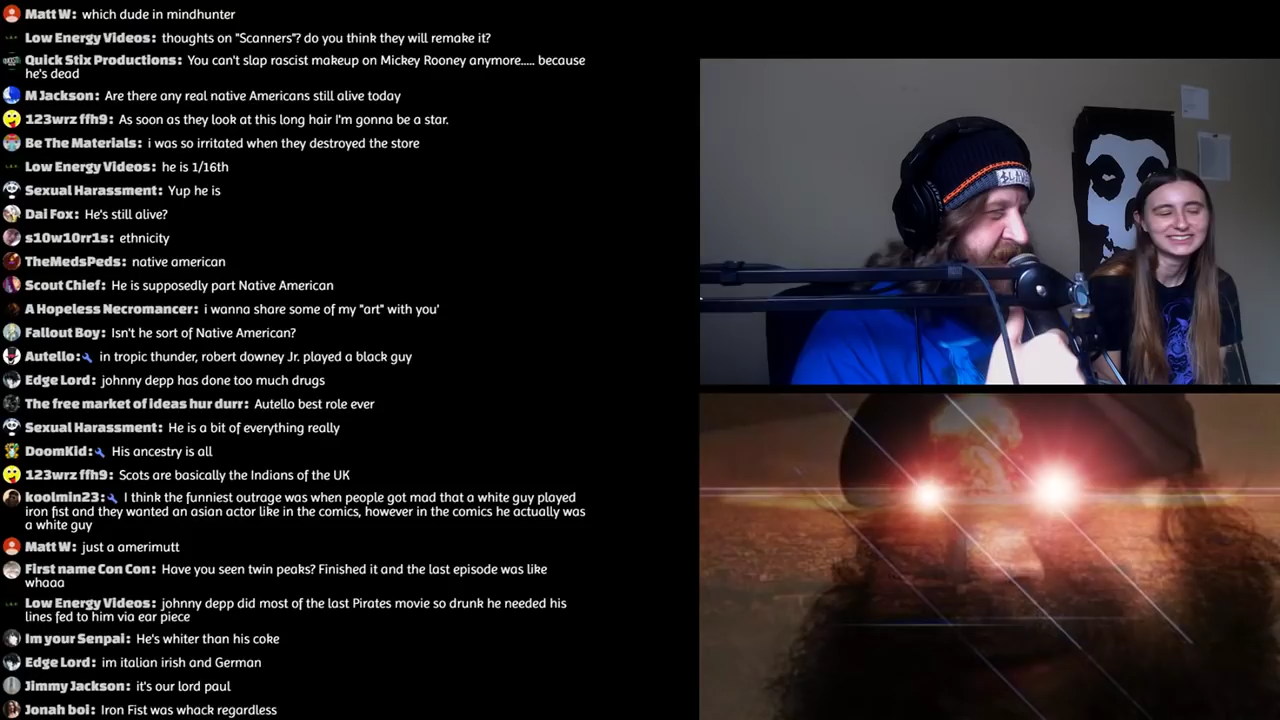 Matt W: which dude in mindhunter
Low Energy Videos: thoughts on "Scanners"? do you think they will remake it?
Quick Stix Productions: You can't slap rascist makeup on Mickey Rooney anymore..... because
he's dead
M Jackson: Are there any real native Americans still alive today
123wrz ffh9: As soon as they look at this long hair I'm gonna be a star.
Be The Materials: i was so irritated when they destroyed the store
Low Energy Videos: he is 1/16th
Sexual Harassment: Yup he is
Dai Fox: He's still alive?
s10w10rr1s: ethnicity
TheMedsPeds: native american
Scout Chief: He is supposedly part Native American
A Hopeless Necromancer: i wanna share some of my "art" with you'
Fallout Boy: Isn't he sort of Native American?
Autello: in tropic thunder, robert downey Jr. played a black guy
Edge Lord: johnny depp has done too much drugs
The free market of ideas hur durr: Autello best role ever
Sexual Harassment: He is a bit of everything really
DoomKid: His ancestry is all
123wrz ffh9: Scots are basically the Indians of the UK
koolmin23: I think the funniest outrage was when people got mad that a white guy played
iron fist and they wanted an asian actor like in the comics, however in the comics he actually was
a white guy
Matt W: just a amerimutt
First name Con Con: Have you seen twin peaks? Finished it and the last episode was like
whaaa
Low Energy Videos: johnny depp did most of the last Pirates movie so drunk he needed his
lines fed to him via ear piece
Im your Senpai: He's whiter than his coke
Edge Lord: im italian irish and German
Jimmy Jackson: it's our lord paul
Jonah boi: Iron Fist was whack regardless